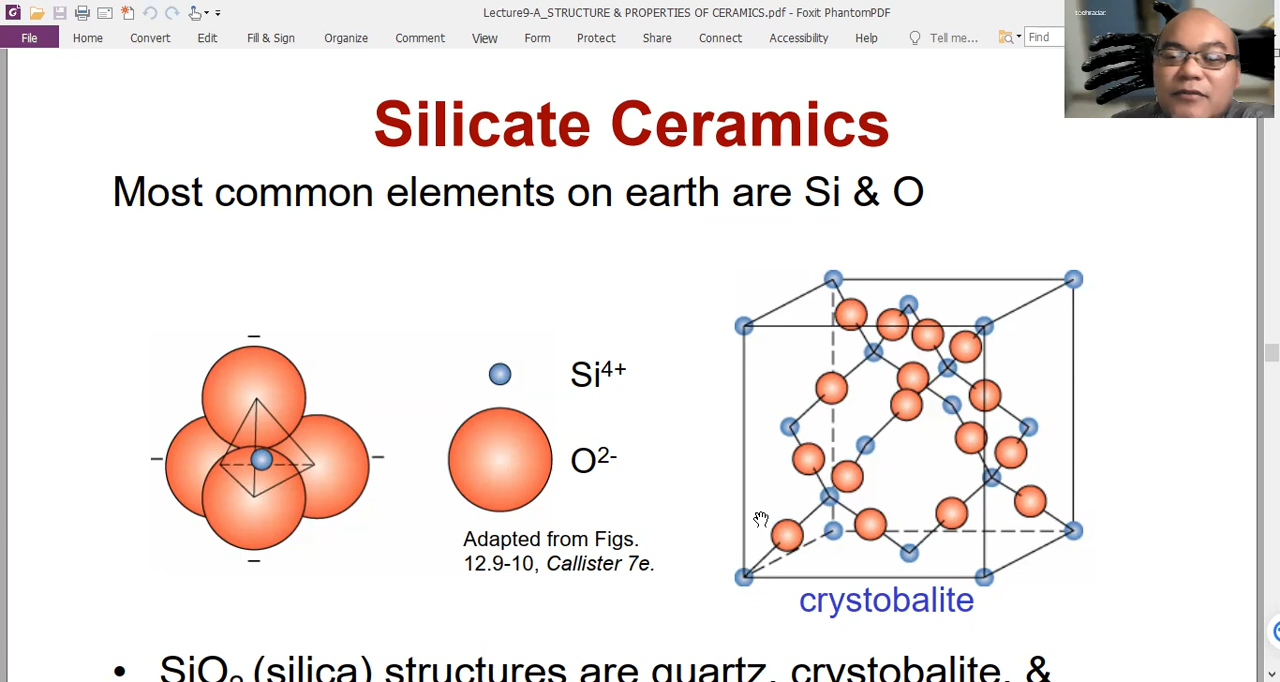 Lecture9-A_STRUCTURE & PROPERTIES OF CERAMICS.pdf - Foxit PhantomPDF
File Home Convert Edit Fill & Sign Organize Comment View Form Protect Share Connect Accessibility Help Tell me... Find
Silicate Ceramics
Most common elements on earth are Si & O
Si4+
O2-
Adapted from Figs.
12.9-10, Callister 7e.
crystobalite
• SiO2 (silica) structures are quartz, crystobalite, &